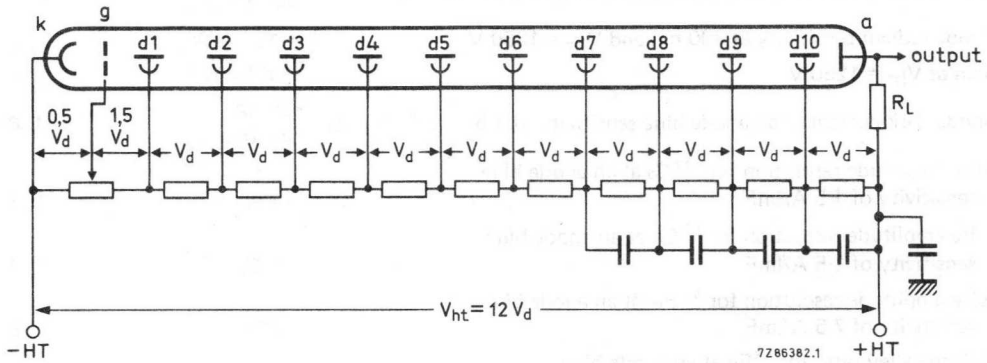 k g a
d1 d2 d3 d4 d5 d6 d7 d8 d9 d10
output
R_L
0,5 V_d 1,5 V_d V_d V_d V_d V_d V_d V_d V_d V_d V_d V_d
V_ht = 12 V_d
−HT 7Z86382.1 +HT